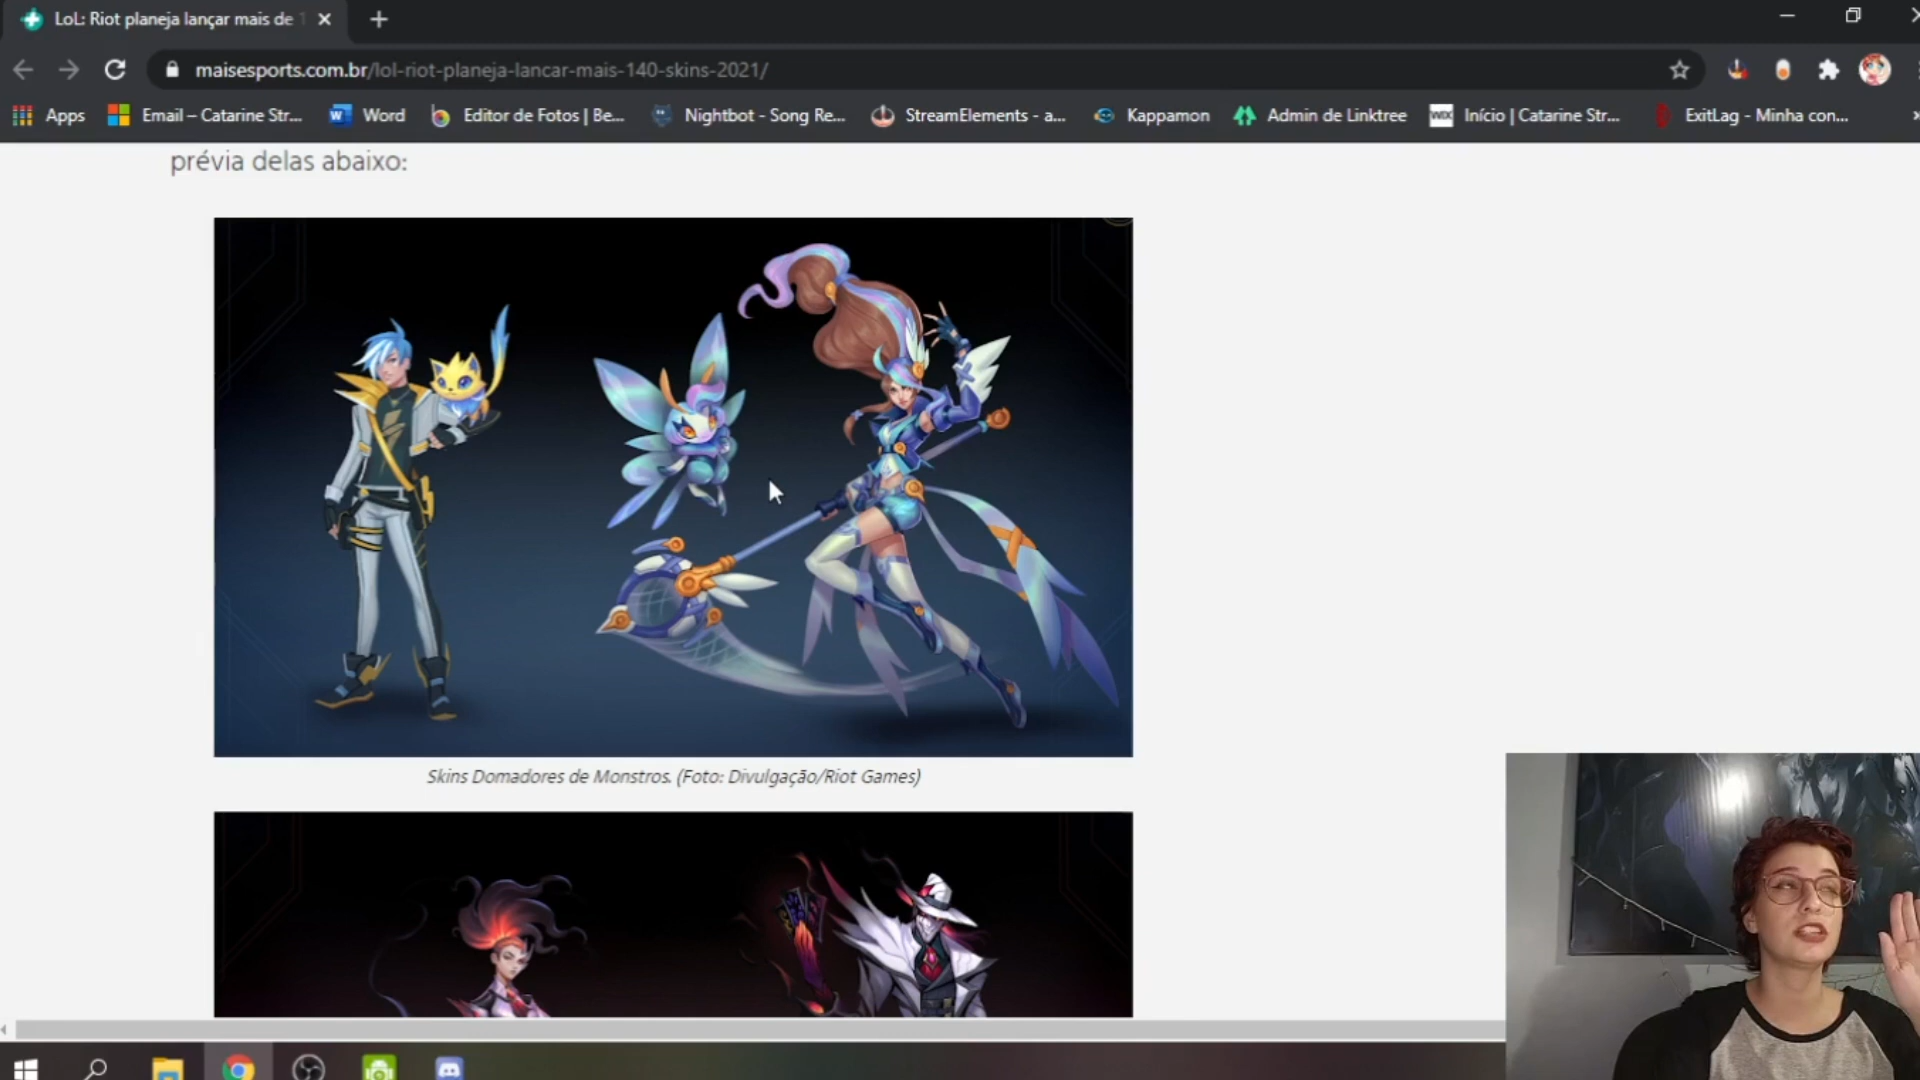 LoL: Riot planeja lançar mais de 1
maisesports.com.br/lol-riot-planeja-lancar-mais-140-skins-2021/
Apps Email – Catarine Str... Word Editor de Fotos | Be... Nightbot - Song Re... StreamElements - a... Kappamon Admin de Linktree WIX Início | Catarine Str... ExitLag - Minha con...
prévia delas abaixo:
Skins Domadores de Monstros. (Foto: Divulgação/Riot Games)